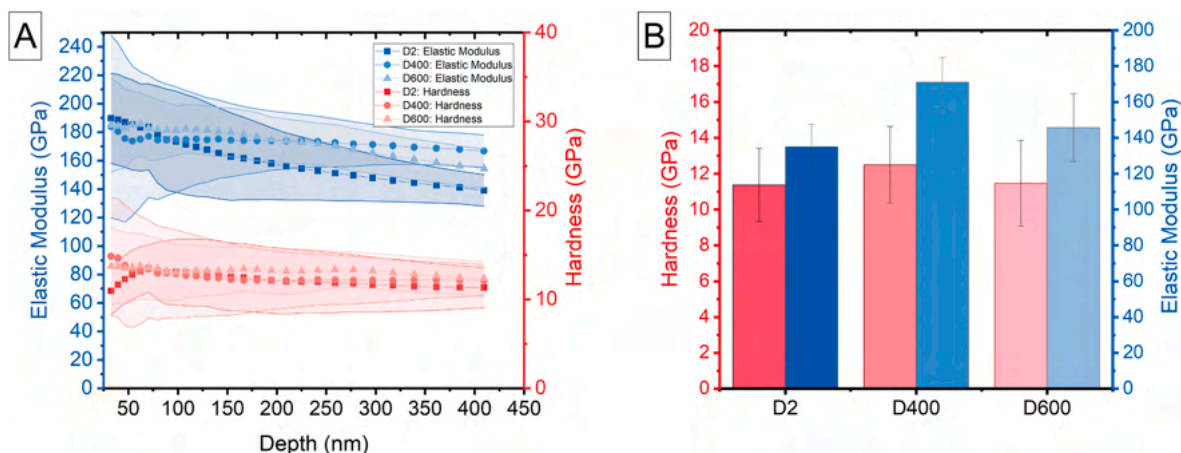 A
Elastic Modulus (GPa)
240
220
200
180
160
140
120
100
80
60
40
20
0
50 100 150 200 250 300 350 400 450
Depth (nm)
40
30
20
10
0
Hardness (GPa)
D2: Elastic Modulus
D400: Elastic Modulus
D600: Elastic Modulus
D2: Hardness
D400: Hardness
D600: Hardness
B
Hardness (GPa)
20
18
16
14
12
10
8
6
4
2
0
D2 D400 D600
200
180
160
140
120
100
80
60
40
20
0
Elastic Modulus (GPa)